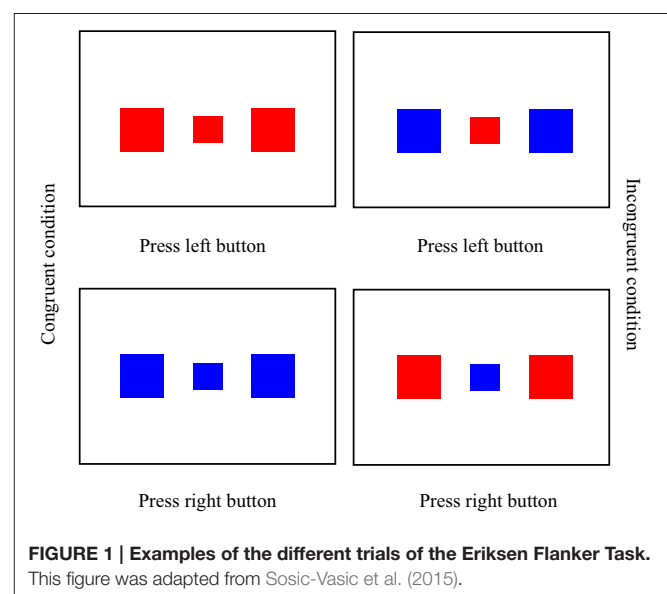 Congruent condition
Press left button
Press left button
Incongruent condition
Press right button
Press right button
FIGURE 1 | Examples of the different trials of the Eriksen Flanker Task.
This figure was adapted from Sosic-Vasic et al. (2015).